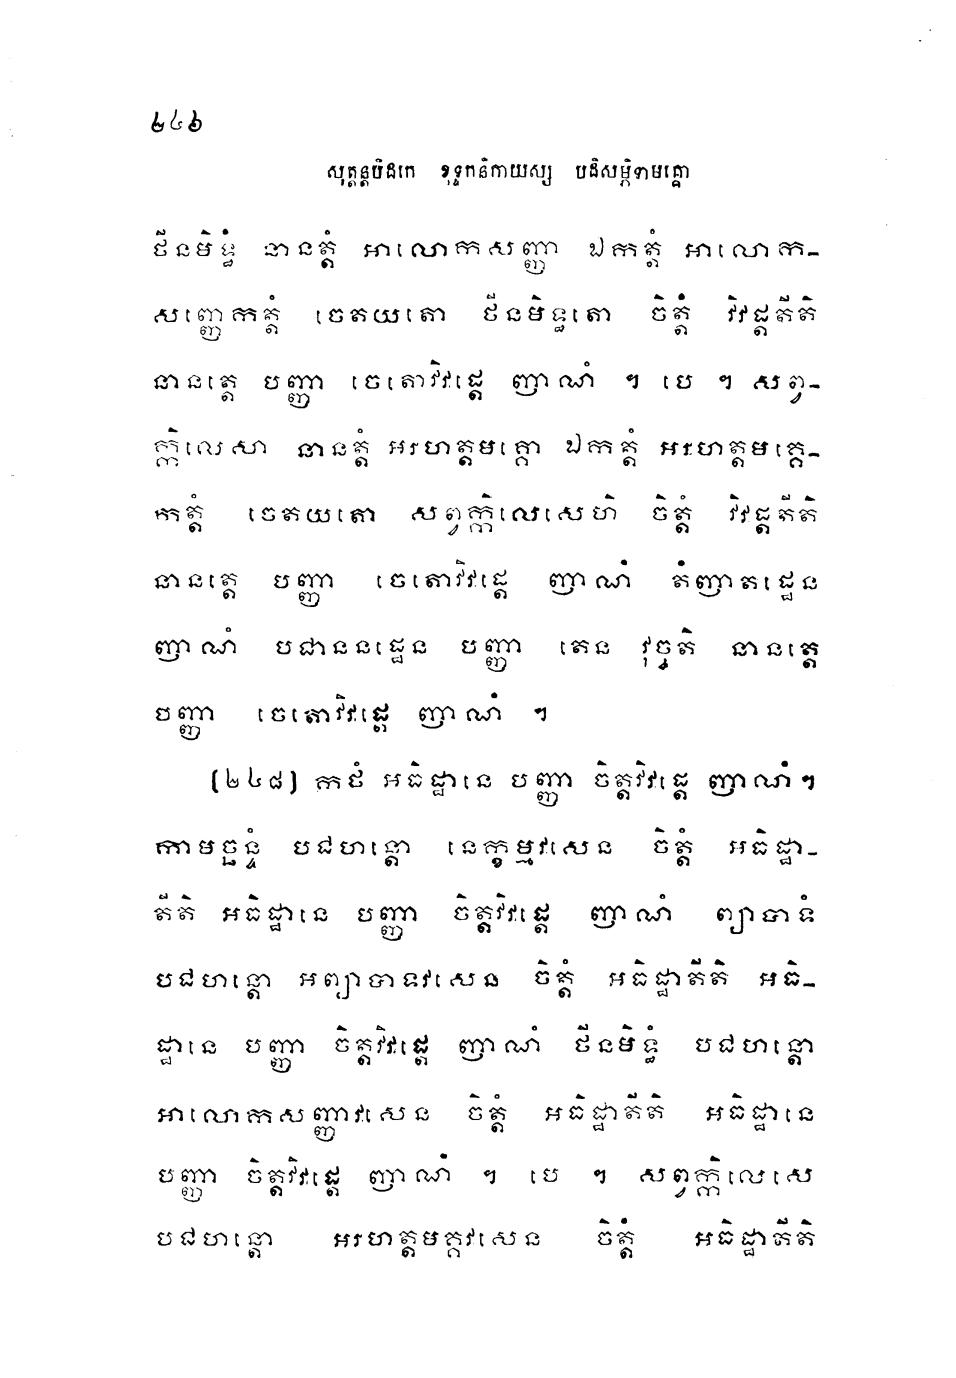 ២៤៦
សុត្តន្តបិដកេ ខុទ្ទកនិកាយស្ស បដិសម្ភិទាមគ្គោ
ថីនមិទ្ធំ នានត្តំ អាលោកសញ្ញា ឯកត្តំ អាលោក-
សញ្ញេកត្តំ ចេតយតោ ថីនមិទ្ធតោ ចិត្តំ វិវដ្តតីតិ
នានត្តេ បញ្ញា ចេតោវិវដ្តេ ញាណំ ។ បេ ។ សព្វ-
ក្កិលេសា នានត្តំ អរហត្តមគ្គោ ឯកត្តំ អរហត្តមគ្គេ-
កត្តំ ចេតយតោ សព្វក្កិលេសេហិ ចិត្តំ វិវដ្តតីតិ
នានត្តេ បញ្ញា ចេតោវិវដ្តេ ញាណំ តំញាតដ្ឋេន
ញាណំ បជាននដ្ឋេន បញ្ញា តេន វុច្ចតិ នានត្តេ
បញ្ញា ចេតោវិវដ្តេ ញាណំ ។
(២៤៨) កថំ អធិដ្ឋានេ បញ្ញា ចិត្តវិវដ្តេ ញាណំ។
កាមច្ឆន្ទំ បជហន្តោ នេក្ខម្មវសេន ចិត្តំ អធិដ្ឋា-
តីតិ អធិដ្ឋានេ បញ្ញា ចិត្តវិវដ្តេ ញាណំ ព្យាបាទំ
បជហន្តោ អព្យាបាទវសេន ចិត្តំ អធិដ្ឋាតីតិ អធិ-
ដ្ឋានេ បញ្ញា ចិត្តវិវដ្តេ ញាណំ ថីនមិទ្ធំ បជហន្តោ
អាលោកសញ្ញាវសេន ចិត្តំ អធិដ្ឋាតីតិ អធិដ្ឋានេ
បញ្ញា ចិត្តវិវដ្តេ ញាណំ ។ បេ ។ សព្វក្កិលេសេ
បជហន្តោ អរហត្តមគ្គវសេន ចិត្តំ អធិដ្ឋាតីតិ